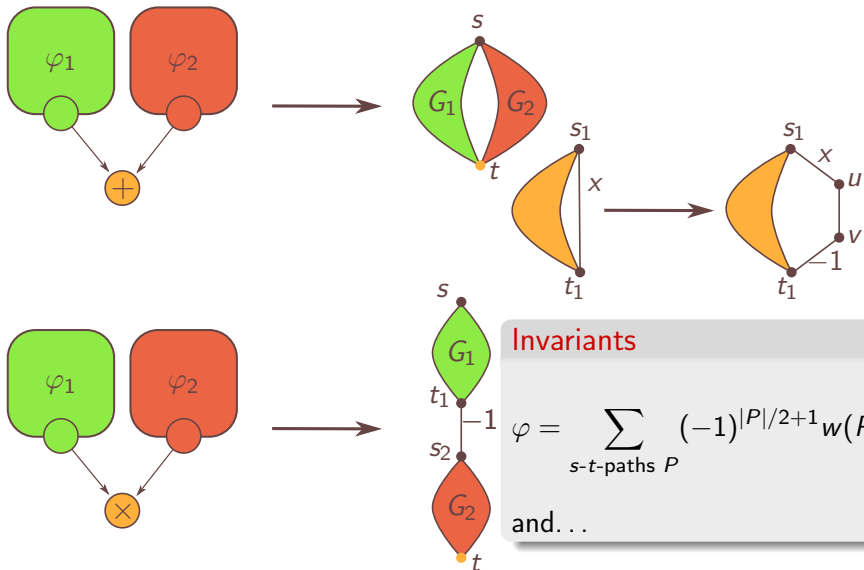 φ₁ φ₂
+
s
G₁ G₂
t
s₁
x
t₁
s₁
x
u
v
−1
t₁
φ₁ φ₂
×
s
G₁
t₁
−1
s₂
G₂
t
Invariants
φ = ∑ (−1)^{|P|/2+1} w(P
s-t-paths P
and...